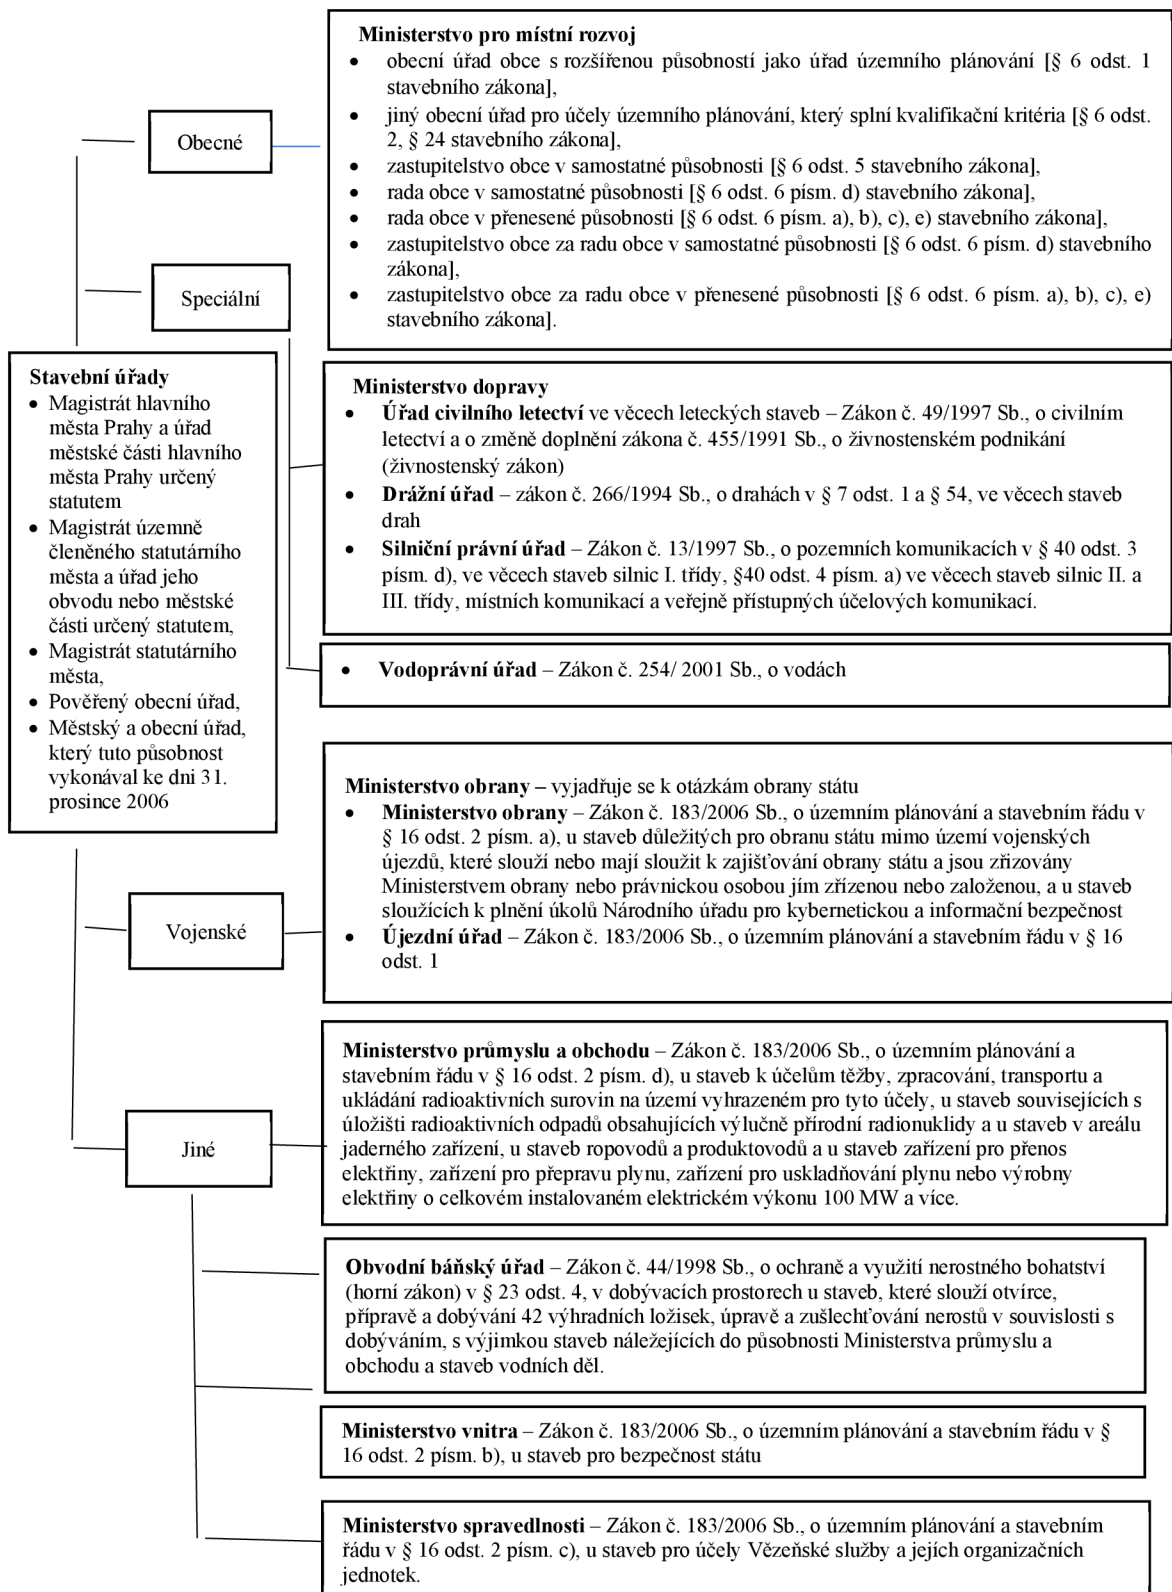 Ministerstvo pro místní rozvoj
• obecní úřad obce s rozšířenou působností jako úřad územního plánování [§ 6 odst. 1
stavebního zákona],
• jiný obecní úřad pro účely územního plánování, který splní kvalifikační kritéria [§ 6 odst.
2, § 24 stavebního zákona],
• zastupitelstvo obce v samostatné působnosti [§ 6 odst. 5 stavebního zákona],
• rada obce v samostatné působnosti [§ 6 odst. 6 písm. d) stavebního zákona],
• rada obce v přenesené působnosti [§ 6 odst. 6 písm. a), b), c), e) stavebního zákona],
• zastupitelstvo obce za radu obce v samostatné působnosti [§ 6 odst. 6 písm. d) stavebního
zákona],
• zastupitelstvo obce za radu obce v přenesené působnosti [§ 6 odst. 6 písm. a), b), c), e)
stavebního zákona].
Obecné
Speciální
Stavební úřady
• Magistrát hlavního
města Prahy a úřad
městské části hlavního
města Prahy určený
statutem
• Magistrát územně
členěného statutárního
města a úřad jeho
obvodu nebo městské
části určený statutem,
• Magistrát statutárního
města,
• Pověřený obecní úřad,
• Městský a obecní úřad,
který tuto působnost
vykonával ke dni 31.
prosince 2006
Ministerstvo dopravy
• Úřad civilního letectví ve věcech leteckých staveb – Zákon č. 49/1997 Sb., o civilním
letectví a o změně doplnění zákona č. 455/1991 Sb., o živnostenském podnikání
(živnostenský zákon)
• Drážní úřad – zákon č. 266/1994 Sb., o drahách v § 7 odst. 1 a § 54, ve věcech staveb
drah
• Silniční právní úřad – Zákon č. 13/1997 Sb., o pozemních komunikacích v § 40 odst. 3
písm. d), ve věcech staveb silnic I. třídy, §40 odst. 4 písm. a) ve věcech staveb silnic II. a
III. třídy, místních komunikací a veřejně přístupných účelových komunikací.
• Vodoprávní úřad – Zákon č. 254/ 2001 Sb., o vodách
Vojenské
Ministerstvo obrany – vyjadřuje se k otázkám obrany státu
• Ministerstvo obrany – Zákon č. 183/2006 Sb., o územním plánování a stavebním řádu v
§ 16 odst. 2 písm. a), u staveb důležitých pro obranu státu mimo území vojenských
újezdů, které slouží nebo mají sloužit k zajišťování obrany státu a jsou zřizovány
Ministerstvem obrany nebo právnickou osobou jím zřízenou nebo založenou, a u staveb
sloužících k plnění úkolů Národního úřadu pro kybernetickou a informační bezpečnost
• Újezdní úřad – Zákon č. 183/2006 Sb., o územním plánování a stavebním řádu v § 16
odst. 1
Jiné
Ministerstvo průmyslu a obchodu – Zákon č. 183/2006 Sb., o územním plánování a
stavebním řádu v § 16 odst. 2 písm. d), u staveb k účelům těžby, zpracování, transportu a
ukládání radioaktivních surovin na území vyhrazeném pro tyto účely, u staveb souvisejících s
úložišti radioaktivních odpadů obsahujících výlučně přírodní radionuklidy a u staveb v areálu
jaderného zařízení, u staveb ropovodů a produktovodů a u staveb zařízení pro přenos
elektřiny, zařízení pro přepravu plynu, zařízení pro uskladňování plynu nebo výrobny
elektřiny o celkovém instalovaném elektrickém výkonu 100 MW a více.
Obvodní báňský úřad – Zákon č. 44/1998 Sb., o ochraně a využití nerostného bohatství
(horní zákon) v § 23 odst. 4, v dobývacích prostorech u staveb, které slouží otvírce,
přípravě a dobývání 42 výhradních ložisek, úpravě a zušlechťování nerostů v souvislosti s
dobýváním, s výjimkou staveb náležejících do působnosti Ministerstva průmyslu a
obchodu a staveb vodních děl.
Ministerstvo vnitra – Zákon č. 183/2006 Sb., o územním plánování a stavebním řádu v §
16 odst. 2 písm. b), u staveb pro bezpečnost státu
Ministerstvo spravedlnosti – Zákon č. 183/2006 Sb., o územním plánování a stavebním
řádu v § 16 odst. 2 písm. c), u staveb pro účely Vězeňské služby a jejích organizačních
jednotek.